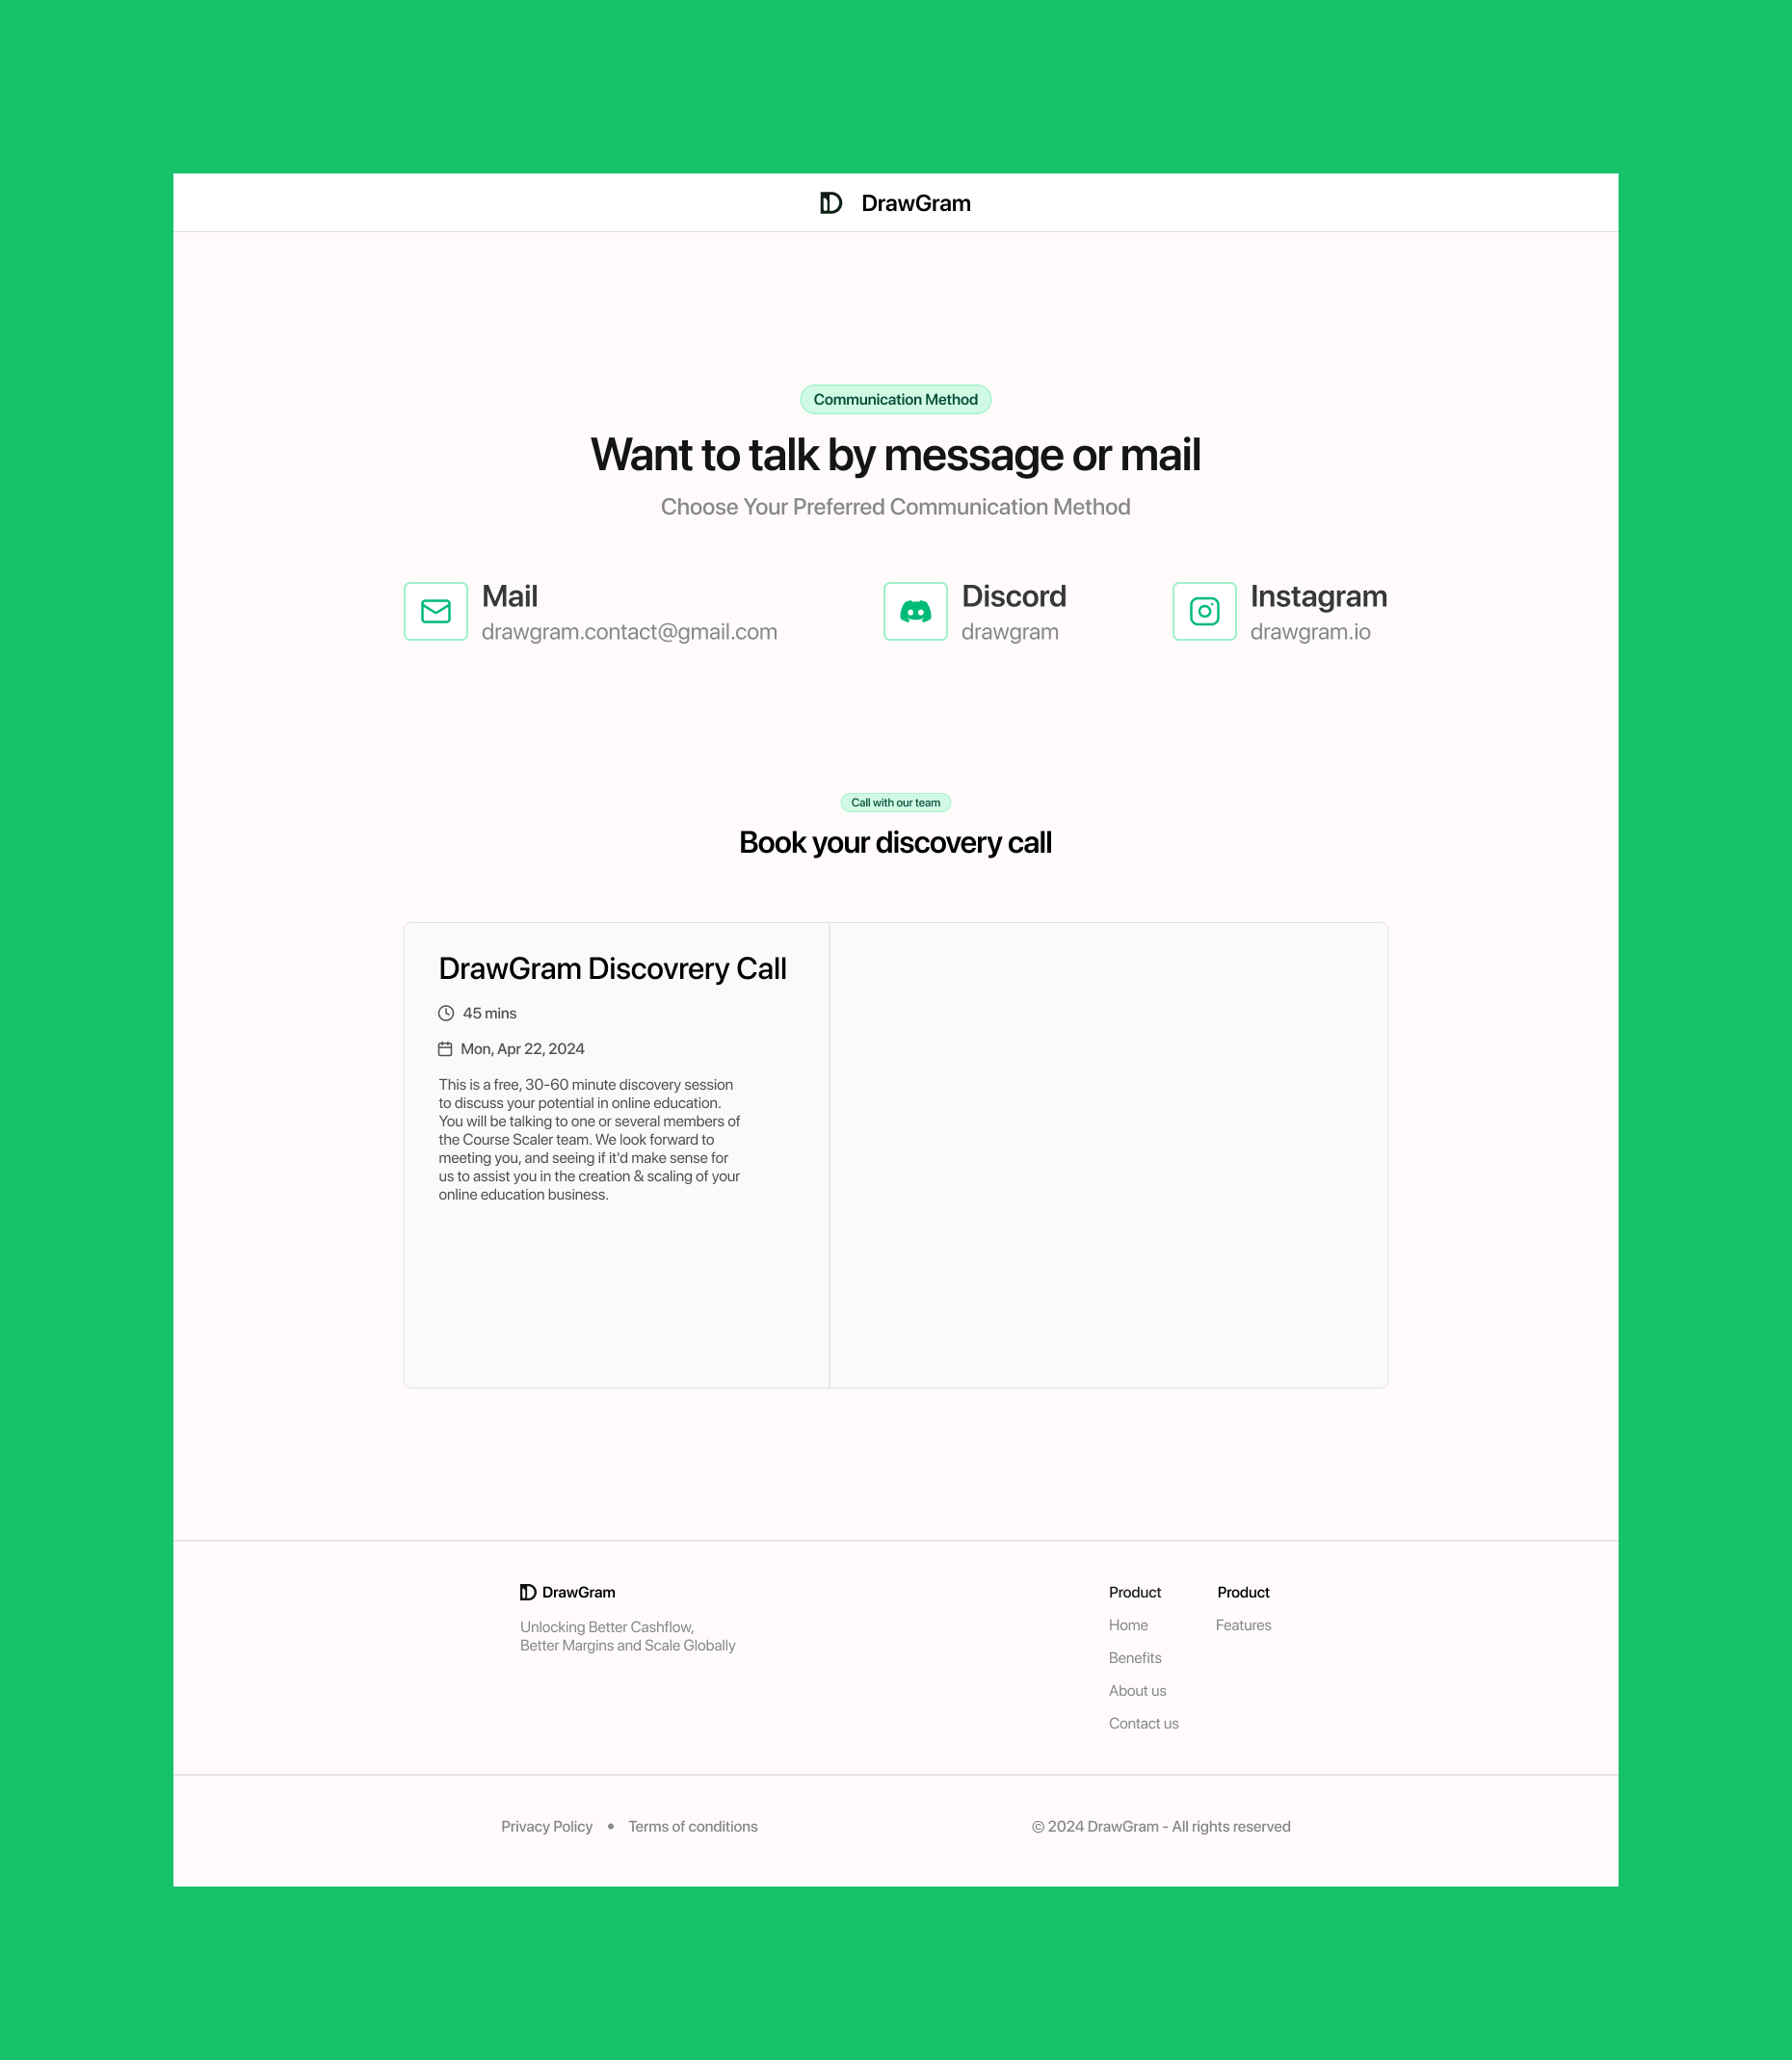 DrawGram
Communication Method
Want to talk by message or mail
Choose Your Preferred Communication Method
Mail
drawgram.contact@gmail.com
Discord
drawgram
Instagram
drawgram.io
Call with our team
Book your discovery call
DrawGram Discovrery Call
45 mins
Mon, Apr 22, 2024
This is a free, 30-60 minute discovery session
to discuss your potential in online education.
You will be talking to one or several members of
the Course Scaler team. We look forward to
meeting you, and seeing if it'd make sense for
us to assist you in the creation & scaling of your
online education business.
DrawGram
Unlocking Better Cashflow,
Better Margins and Scale Globally
Product
Home
Benefits
About us
Contact us
Product
Features
Privacy Policy • Terms of conditions
© 2024 DrawGram - All rights reserved